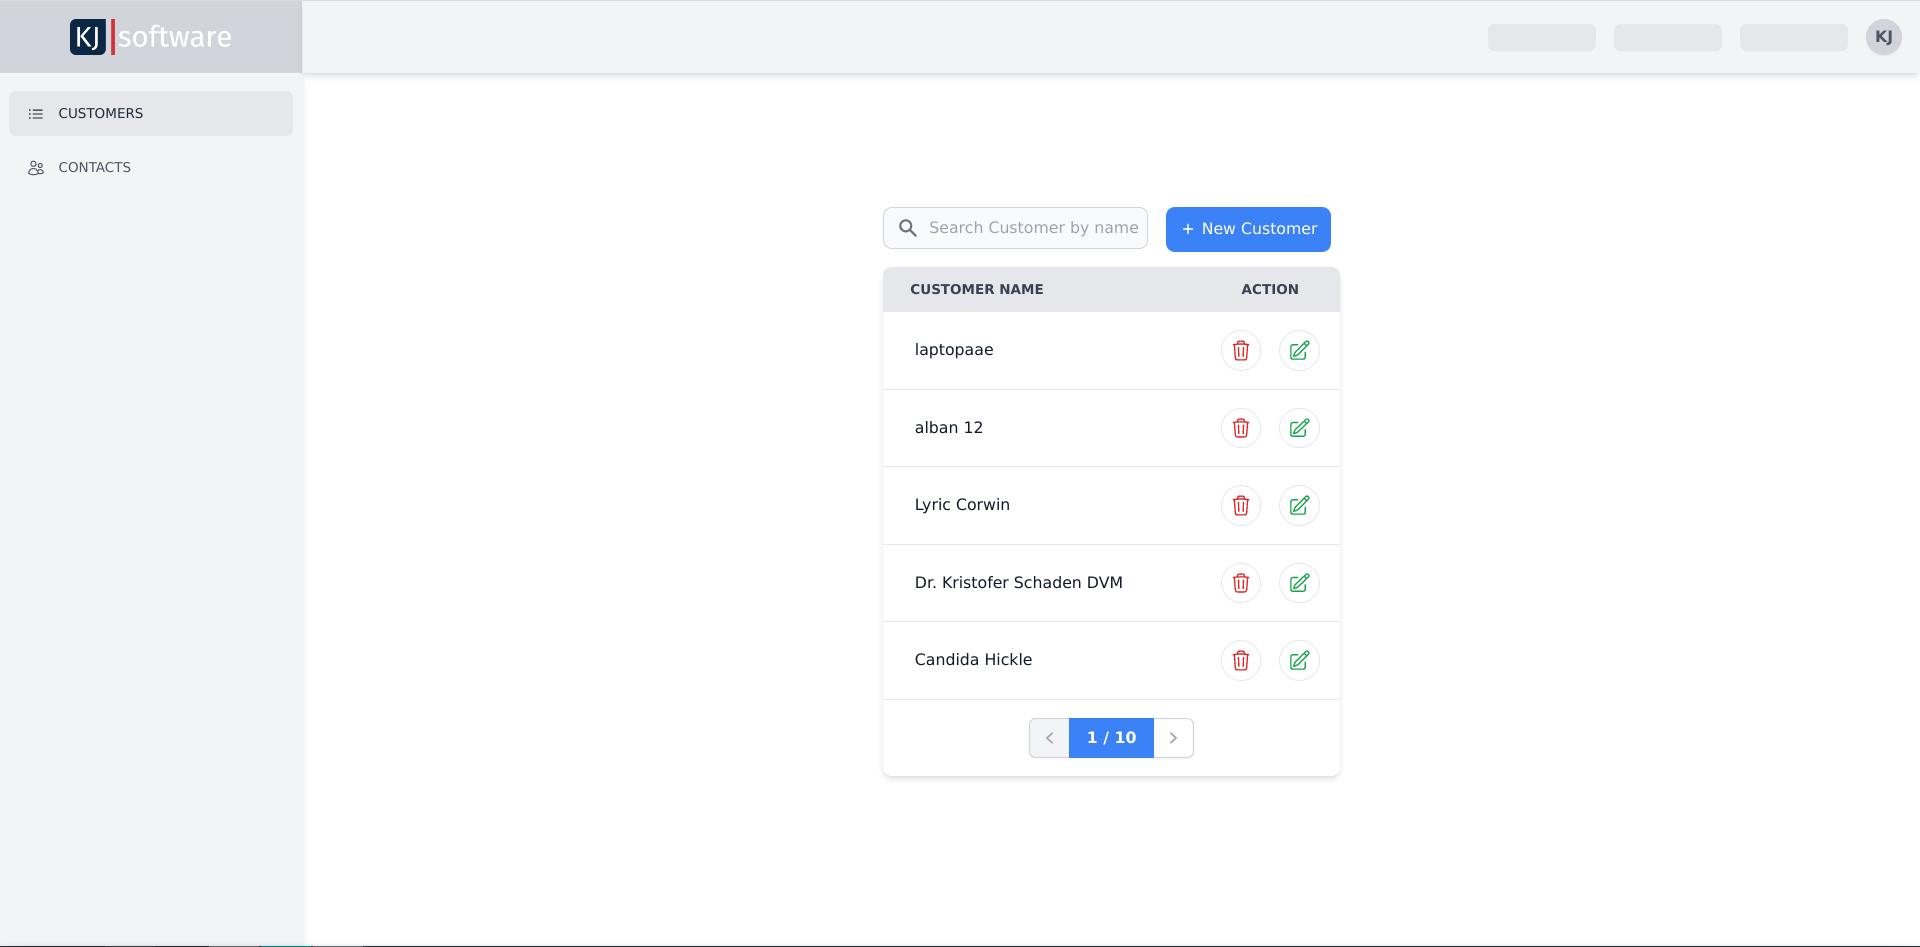 KJ software
KJ
CUSTOMERS
CONTACTS
Search Customer by name
+ New Customer
CUSTOMER NAME ACTION
laptopaae
alban 12
Lyric Corwin
Dr. Kristofer Schaden DVM
Candida Hickle
1 / 10